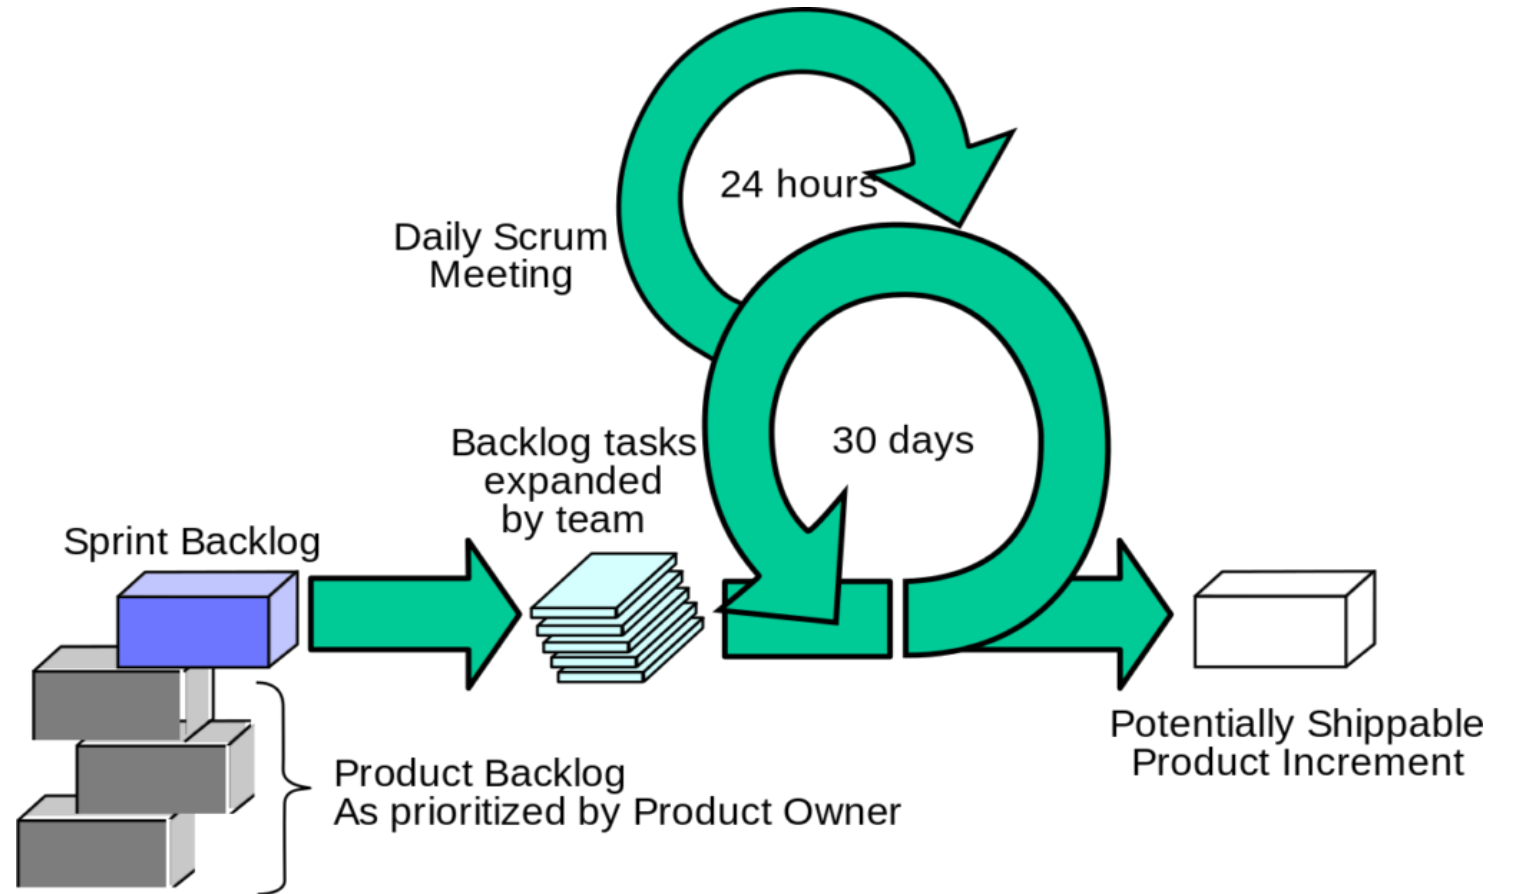 24 hours
Daily Scrum
Meeting
30 days
Backlog tasks
expanded
by team
Sprint Backlog
Potentially Shippable
Product Increment
Product Backlog
As prioritized by Product Owner